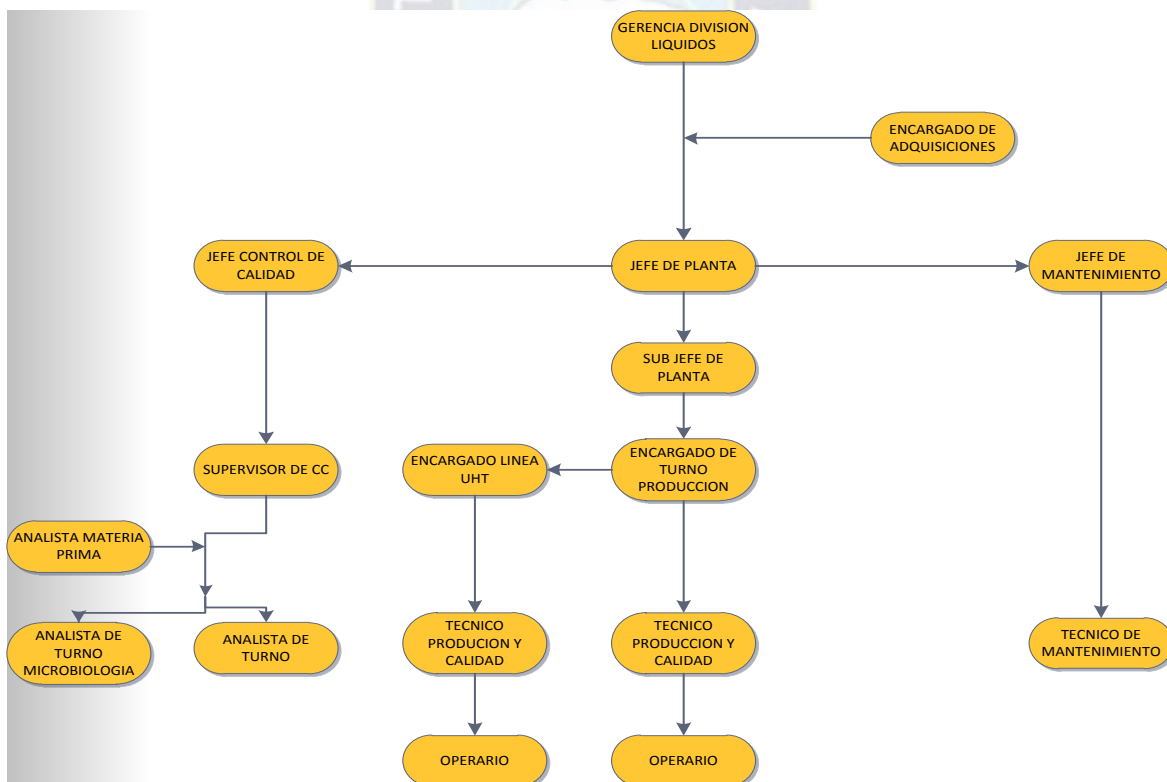 GERENCIA DIVISION
LIQUIDOS
ENCARGADO DE
ADQUISICIONES
JEFE CONTROL DE
CALIDAD
JEFE DE PLANTA
JEFE DE
MANTENIMIENTO
SUB JEFE DE
PLANTA
SUPERVISOR DE CC
ENCARGADO LINEA
UHT
ENCARGADO DE
TURNO
PRODUCCION
ANALISTA MATERIA
PRIMA
ANALISTA DE
TURNO
MICROBIOLOGIA
ANALISTA DE
TURNO
TECNICO
PRODUCION Y
CALIDAD
TECNICO
PRODUCCION Y
CALIDAD
TECNICO DE
MANTENIMIENTO
OPERARIO
OPERARIO